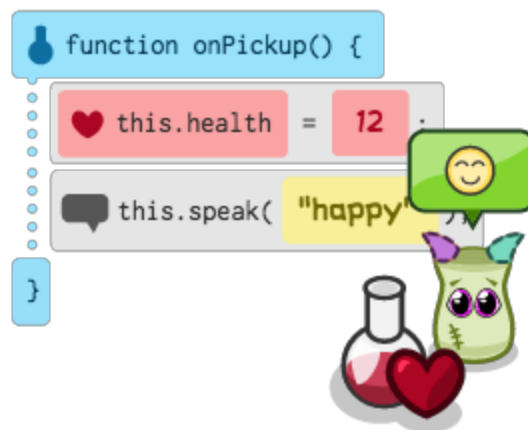 function onPickup() {
this.health = 12 ;
this.speak( "happy" );
}